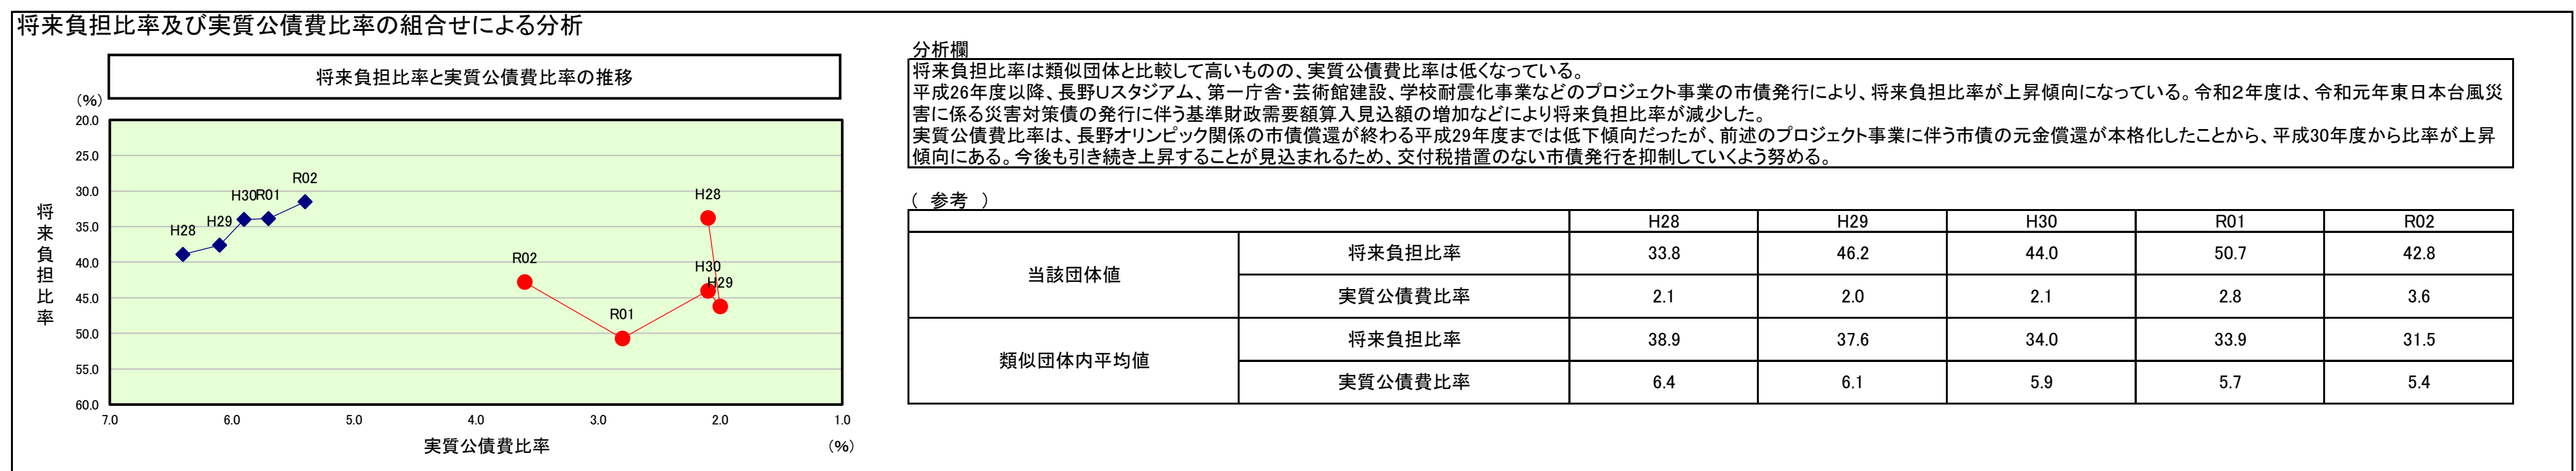 将来負担比率及び実質公債費比率の組合せによる分析
将来負担比率と実質公債費比率の推移
(%)
20.0
25.0
30.0
35.0
40.0
45.0
50.0
55.0
60.0
将来負担比率
H28
H29
H30
R01
R02
H28
H30
H29
R02
R01
7.0 6.0 5.0 4.0 3.0 2.0 1.0
実質公債費比率
(%)
分析欄
将来負担比率は類似団体と比較して高いものの、実質公債費比率は低くなっている。
平成26年度以降、長野Uスタジアム、第一庁舎・芸術館建設、学校耐震化事業などのプロジェクト事業の市債発行により、将来負担比率が上昇傾向になっている。令和2年度は、令和元年東日本台風災
害に係る災害対策債の発行に伴う基準財政需要額算入見込額の増加などにより将来負担比率が減少した。
実質公債費比率は、長野オリンピック関係の市債償還が終わる平成29年度までは低下傾向だったが、前述のプロジェクト事業に伴う市債の元金償還が本格化したことから、平成30年度から比率が上昇
傾向にある。今後も引き続き上昇することが見込まれるため、交付税措置のない市債発行を抑制していくよう努める。
( 参考 )
H28 H29 H30 R01 R02
当該団体値
将来負担比率 33.8 46.2 44.0 50.7 42.8
実質公債費比率 2.1 2.0 2.1 2.8 3.6
類似団体内平均値
将来負担比率 38.9 37.6 34.0 33.9 31.5
実質公債費比率 6.4 6.1 5.9 5.7 5.4